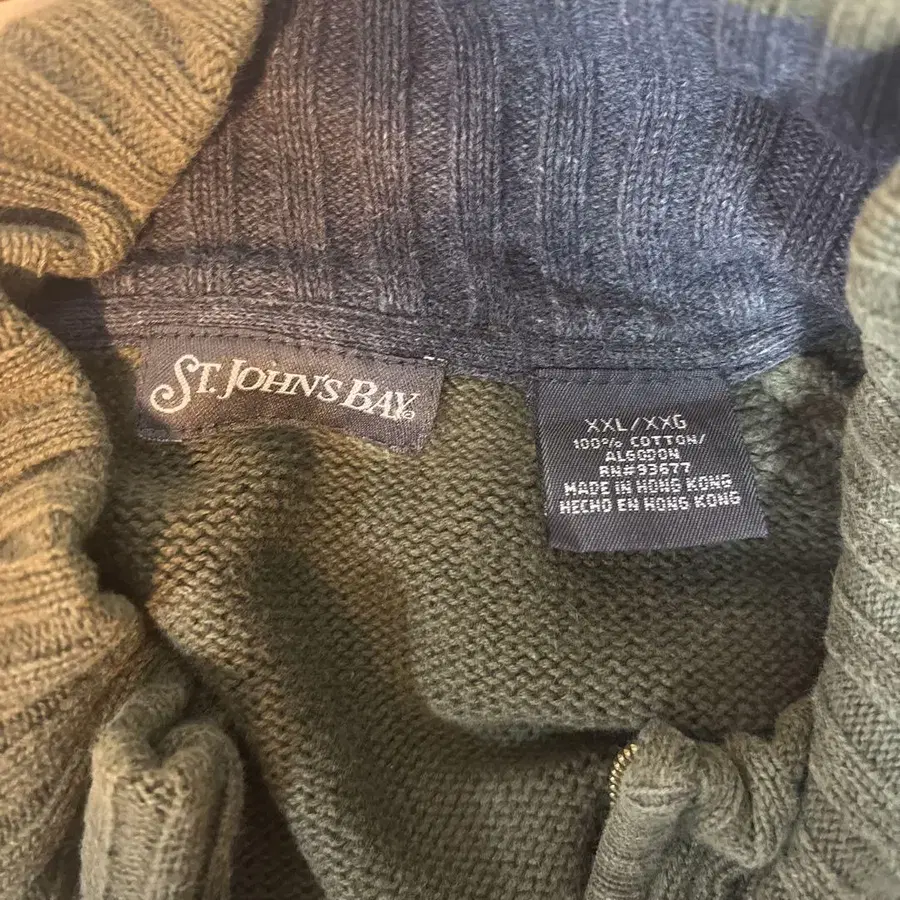 ST. JOHN'S BAY®
XXL/XXG
100% COTTON/
ALGODON
RN#93677
MADE IN HONG KONG
HECHO EN HONG KONG